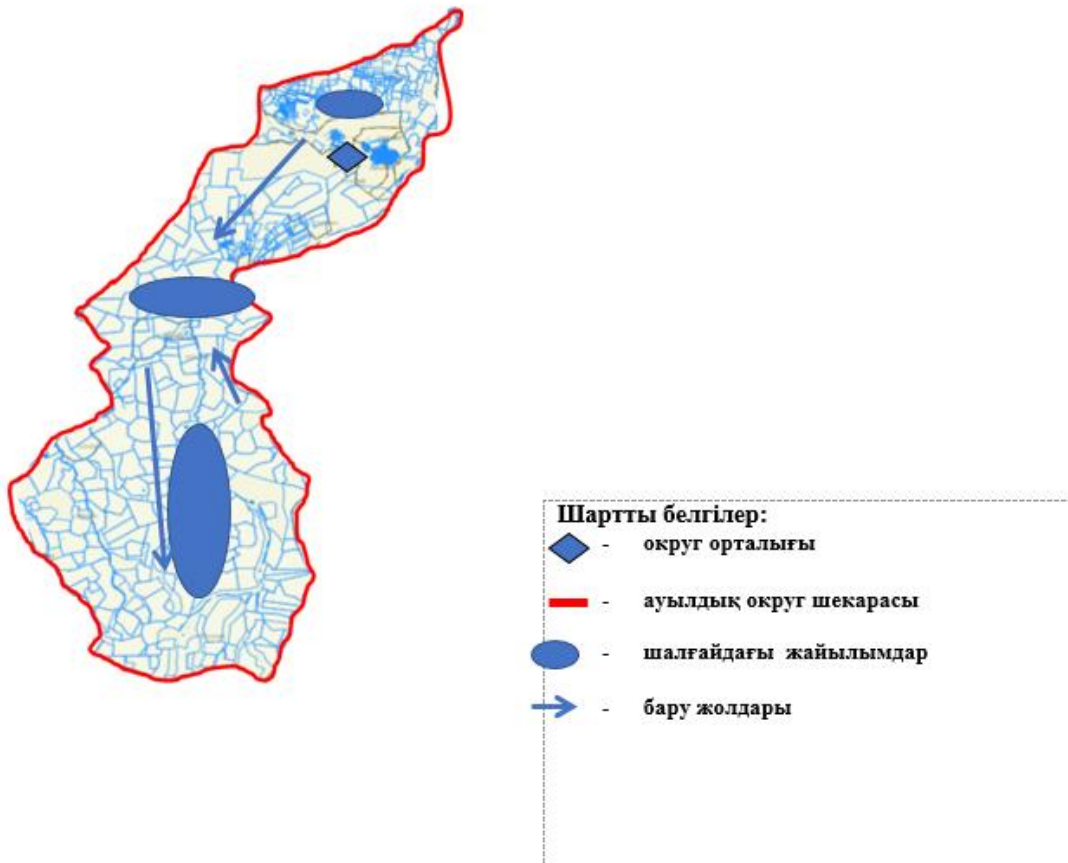 Шартты белгілер:
- округ орталығы
- ауылдық округ шекарасы
- шалғайдағы жайылымдар
- бару жолдары